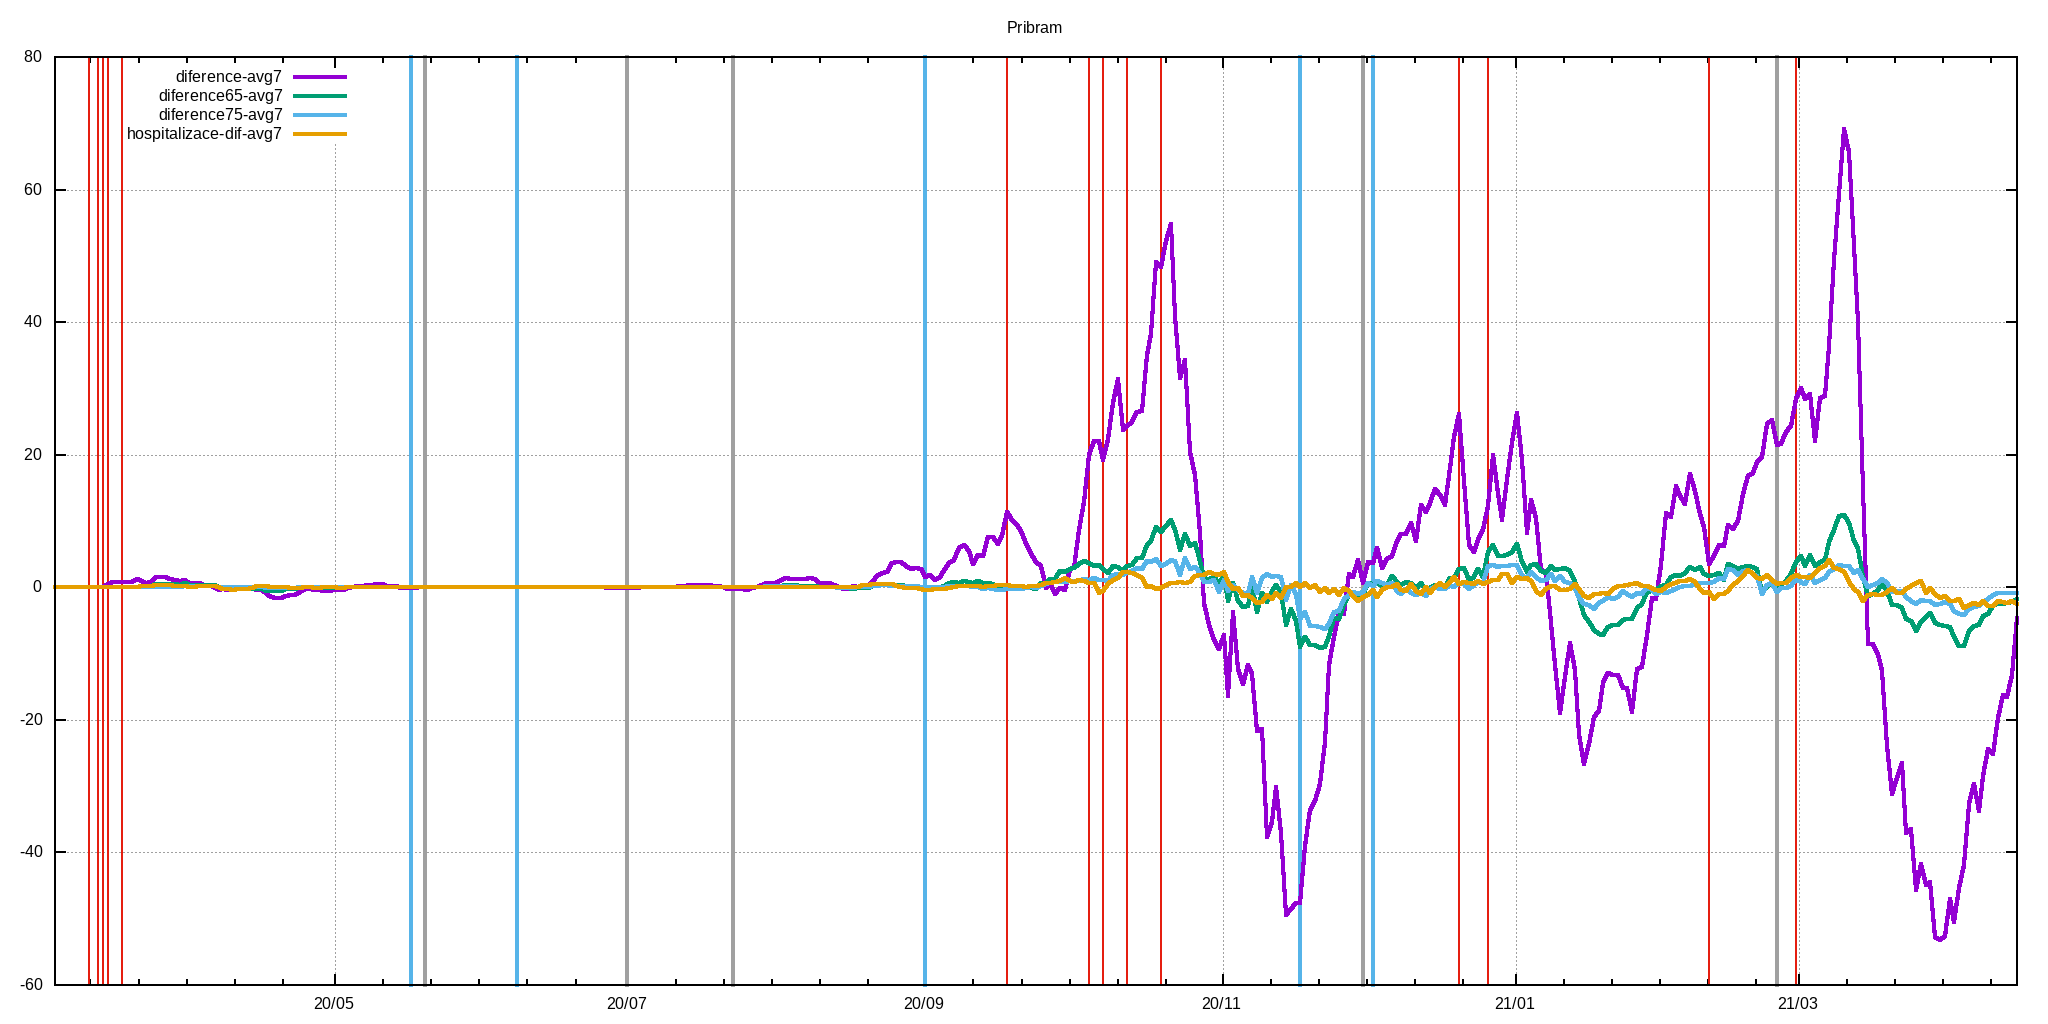 Pribram
80
diference-avg7
diference65-avg7
diference75-avg7
hospitalizace-dif-avg7
60
40
20
0
-20
-40
-60
20/05 20/07 20/09 20/11 21/01 21/03